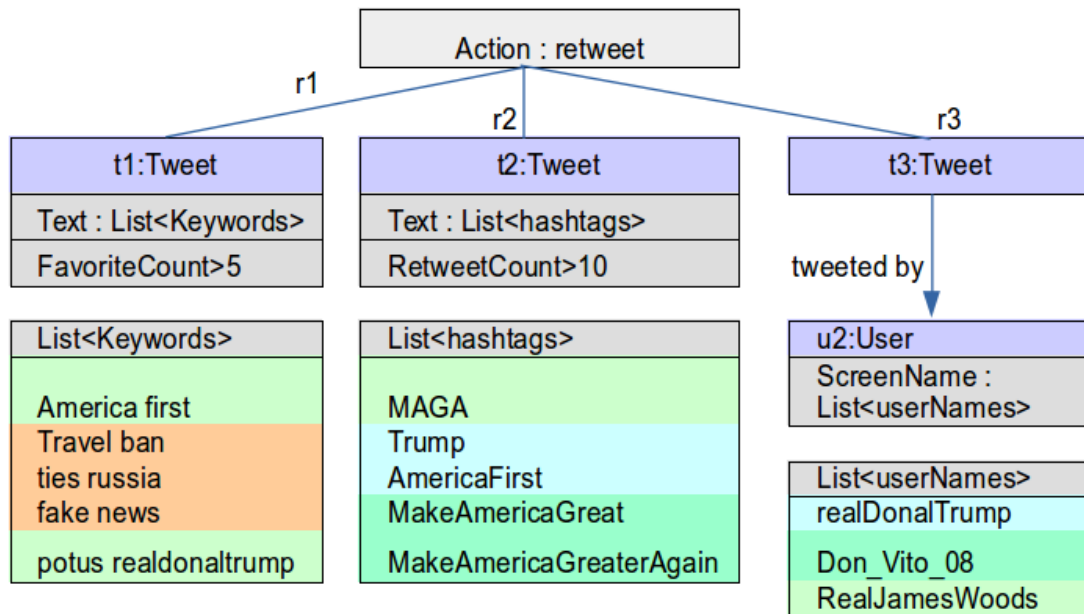 Action : retweet
r1
r2
r3
t1:Tweet
Text : List<Keywords>
FavoriteCount>5
List<Keywords>
America first
Travel ban
ties russia
fake news
potus realdonaltrump
t2:Tweet
Text : List<hashtags>
RetweetCount>10
List<hashtags>
MAGA
Trump
AmericaFirst
MakeAmericaGreat
MakeAmericaGreaterAgain
t3:Tweet
tweeted by
u2:User
ScreenName :
List<userNames>
List<userNames>
realDonalTrump
Don_Vito_08
RealJamesWoods